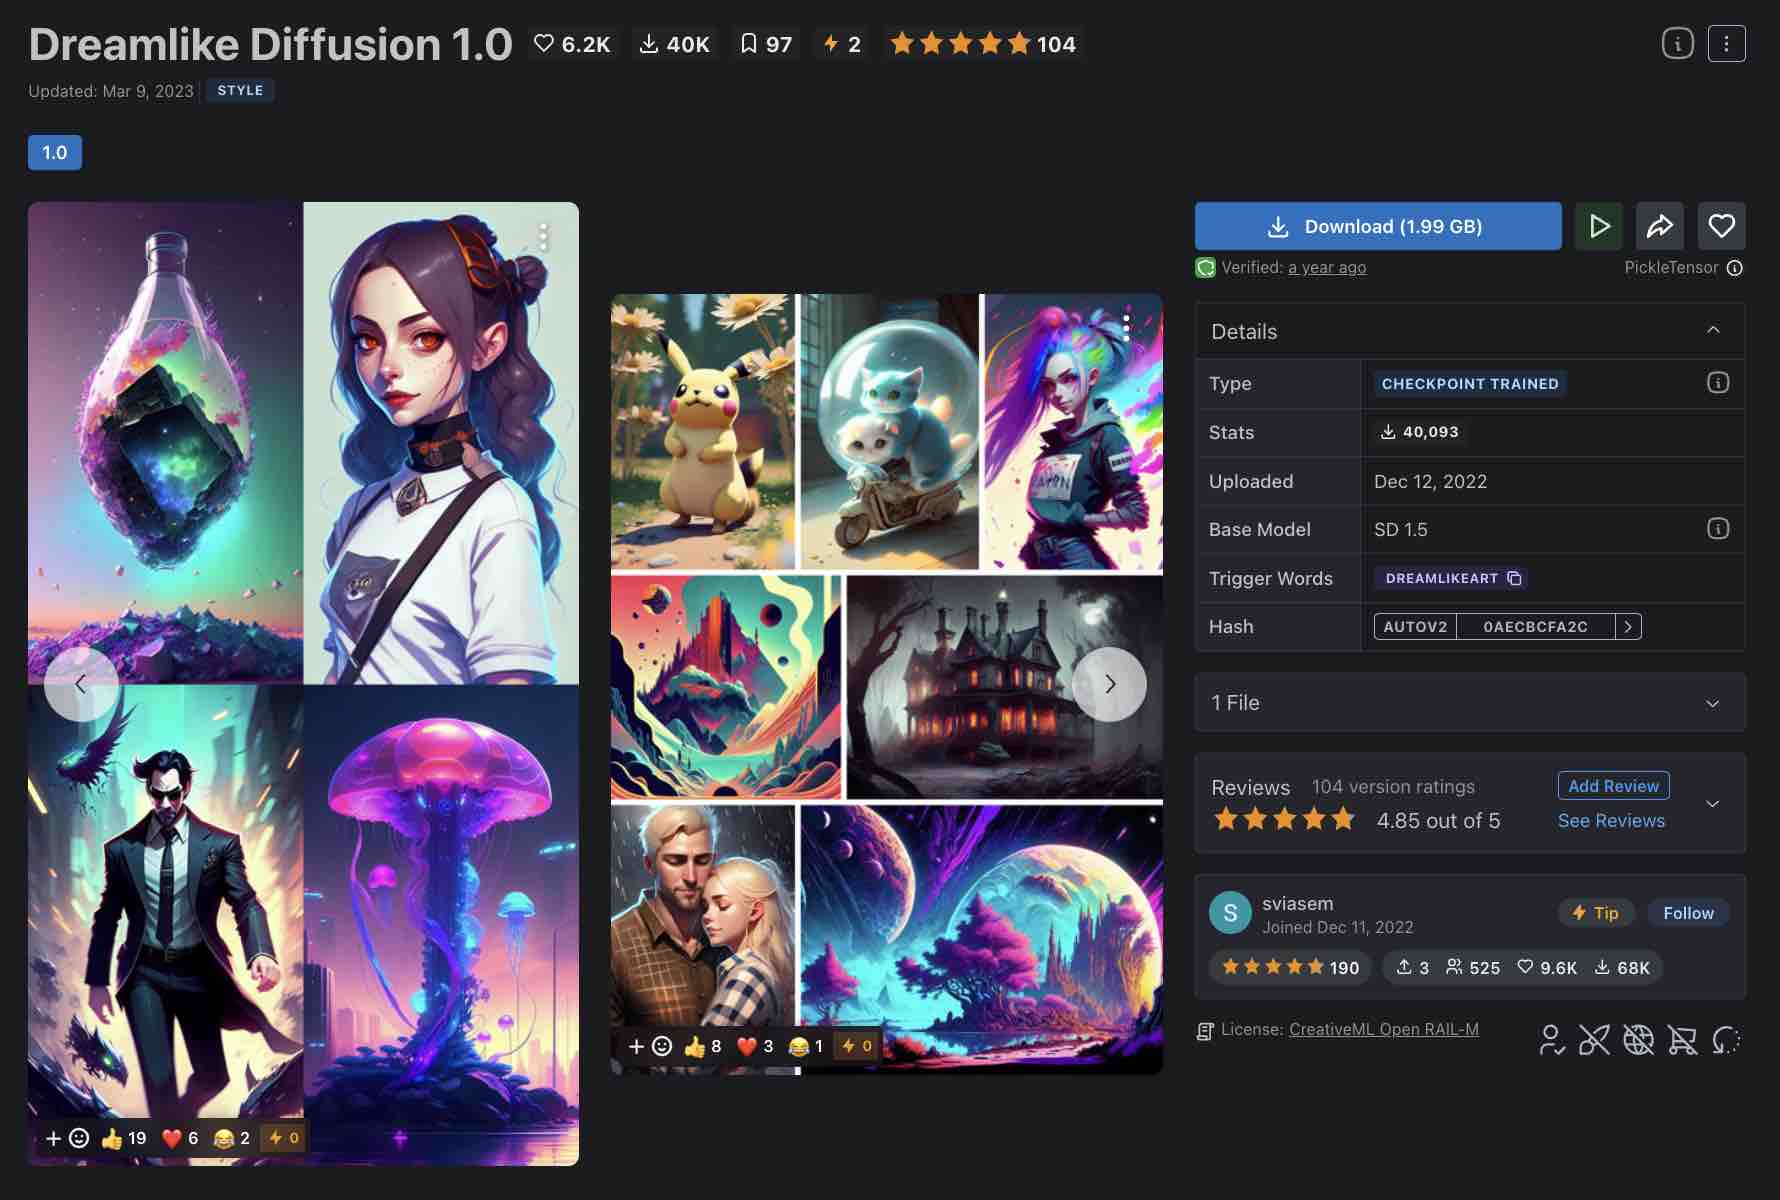 Dreamlike Diffusion 1.0 6.2K 40K 97 2 104
Updated: Mar 9, 2023 STYLE
1.0
Download (1.99 GB)
Verified: a year ago PickleTensor
Details
Type CHECKPOINT TRAINED
Stats 40,093
Uploaded Dec 12, 2022
Base Model SD 1.5
Trigger Words DREAMLIKEART
Hash AUTOV2 0AECBCFA2C
1 File
Reviews 104 version ratings Add Review
4.85 out of 5 See Reviews
S sviasem Tip Follow
Joined Dec 11, 2022
190 3 525 9.6K 68K
License: CreativeML Open RAIL-M
8 3 1 0
19 6 2 0